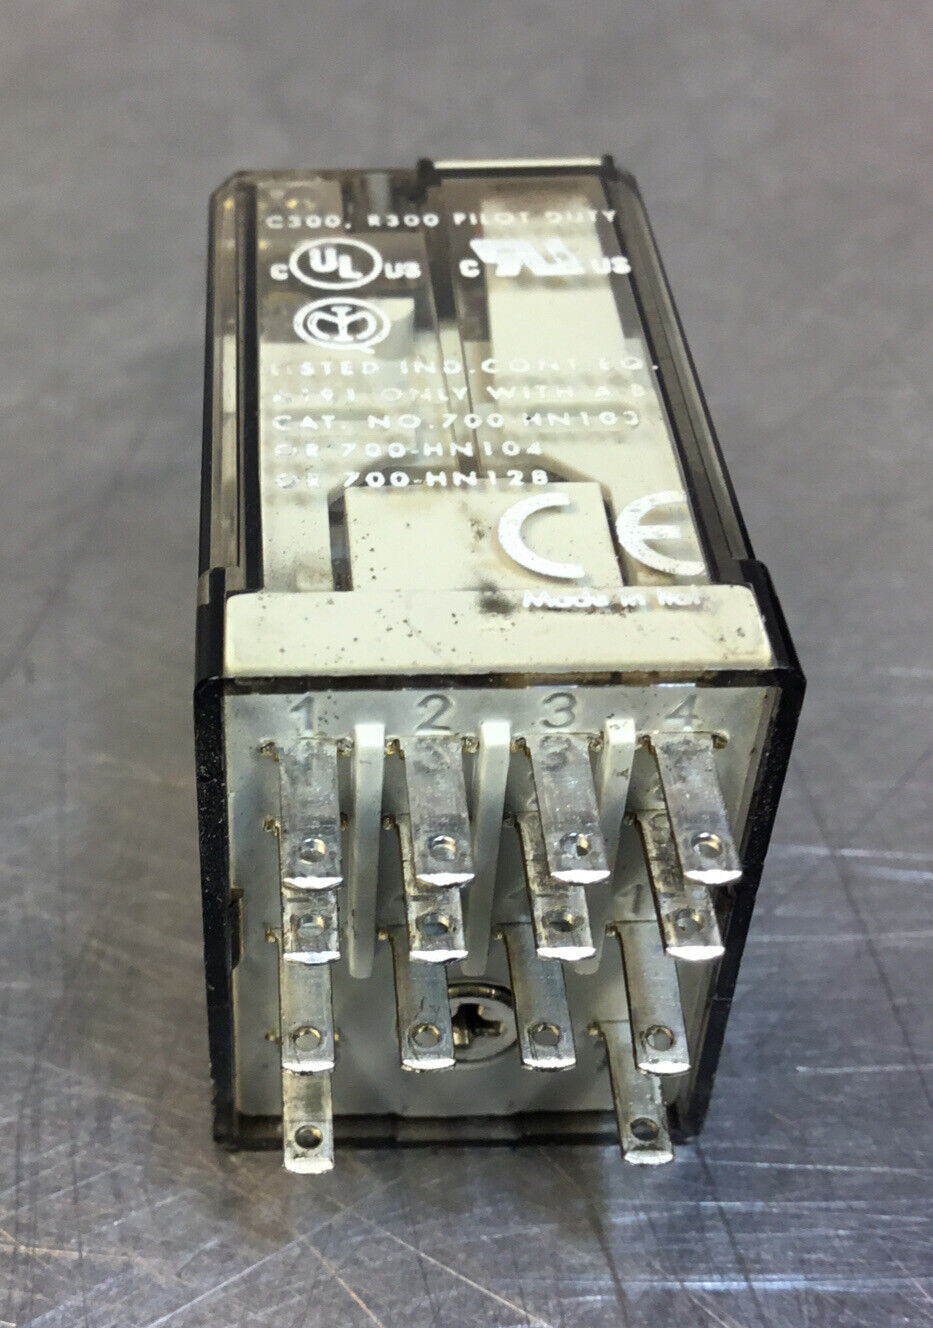 C300, R300 PILOT DUTY
C UL US C RU US
LISTED IND. CONT. EQ.
ONLY WITH A-B
CAT. NO. 700-HN103
OR 700-HN104
OR 700-HN128
CE
Made in Italy
1 2 3 4